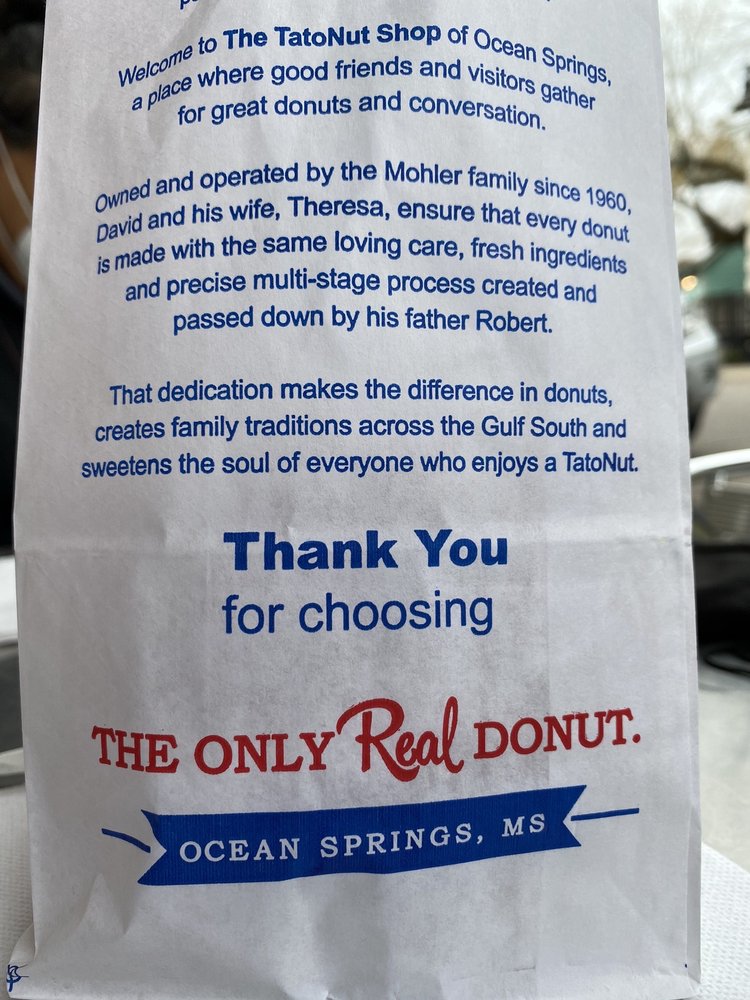 Welcome to The TatoNut Shop of Ocean Springs,
a place where good friends and visitors gather
for great donuts and conversation.
Owned and operated by the Mohler family since 1960,
David and his wife, Theresa, ensure that every donut
is made with the same loving care, fresh ingredients
and precise multi-stage process created and
passed down by his father Robert.
That dedication makes the difference in donuts,
creates family traditions across the Gulf South and
sweetens the soul of everyone who enjoys a TatoNut.
Thank You
for choosing
THE ONLY Real DONUT.
OCEAN SPRINGS, MS